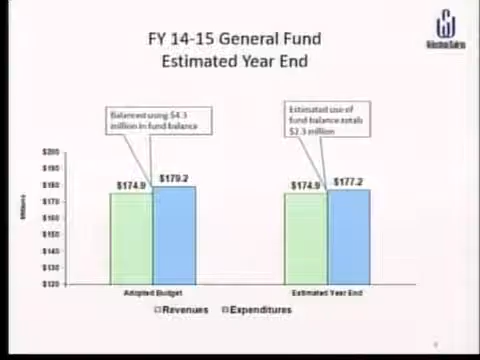 FY 14-15 General Fund
Estimated Year End
Winston-Salem
Balanced using $4.3
million in fund balance
Estimated use of
fund balance totals
$2.3 million
$200
$190
$180
$170
$160
$150
$140
$130
$120
Millions
$174.9
$179.2
$174.9
$177.2
Adopted Budget
Estimated Year End
Revenues
Expenditures